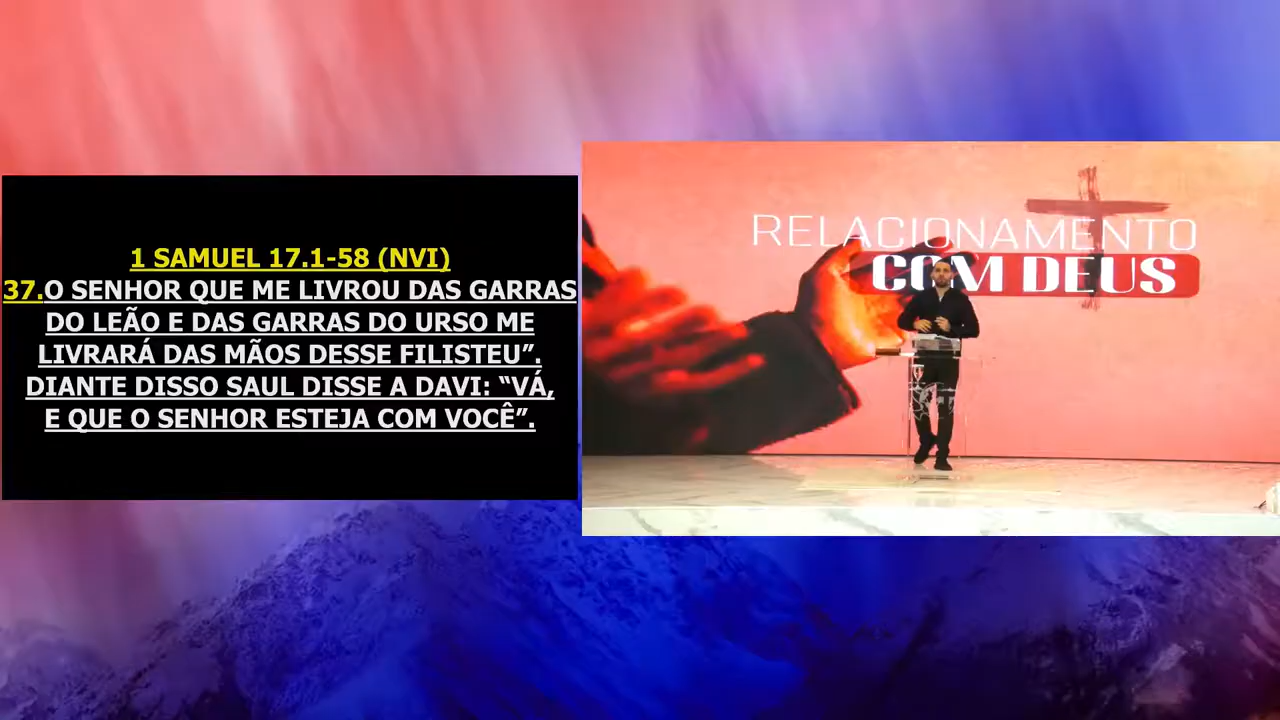 1 SAMUEL 17.1-58 (NVI)
37.O SENHOR QUE ME LIVROU DAS GARRAS
DO LEÃO E DAS GARRAS DO URSO ME
LIVRARÁ DAS MÃOS DESSE FILISTEU”.
DIANTE DISSO SAUL DISSE A DAVI: “VÁ,
E QUE O SENHOR ESTEJA COM VOCÊ”.
RELACIONAMENTO
COM DEUS